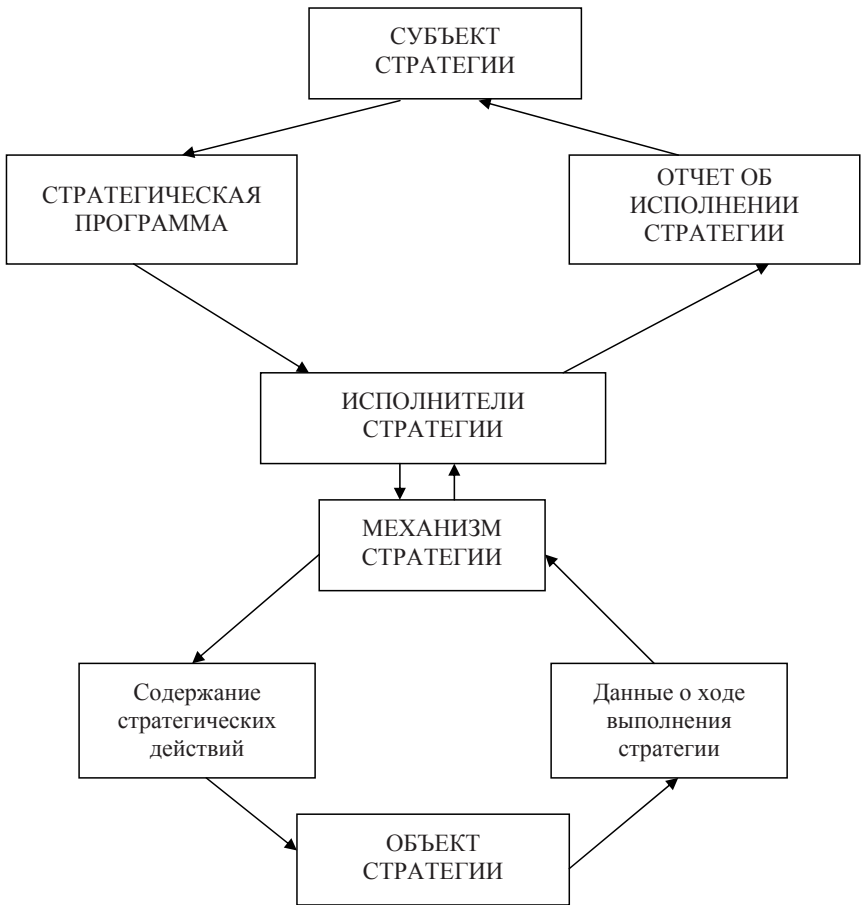 СУБЪЕКТ
СТРАТЕГИИ
СТРАТЕГИЧЕСКАЯ
ПРОГРАММА
ОТЧЕТ ОБ
ИСПОЛНЕНИИ
СТРАТЕГИИ
ИСПОЛНИТЕЛИ
СТРАТЕГИИ
МЕХАНИЗМ
СТРАТЕГИИ
Содержание
стратегических
действий
Данные о ходе
выполнения
стратегии
ОБЪЕКТ
СТРАТЕГИИ